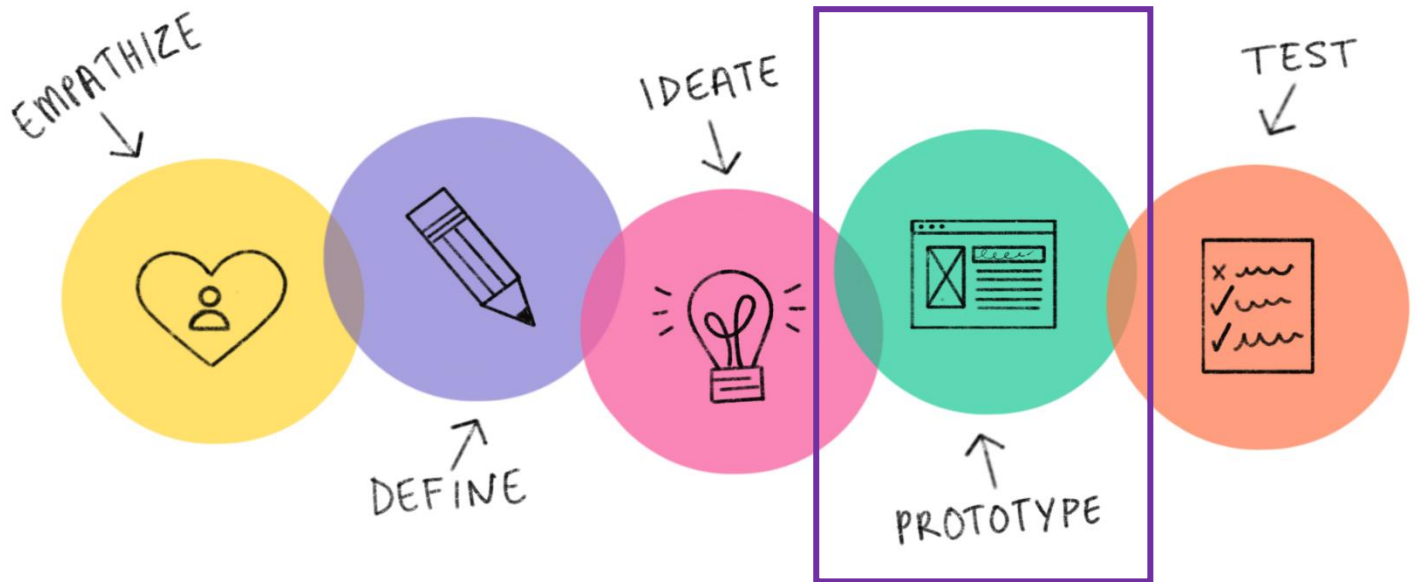 EMPATHIZE
DEFINE
IDEATE
PROTOTYPE
TEST